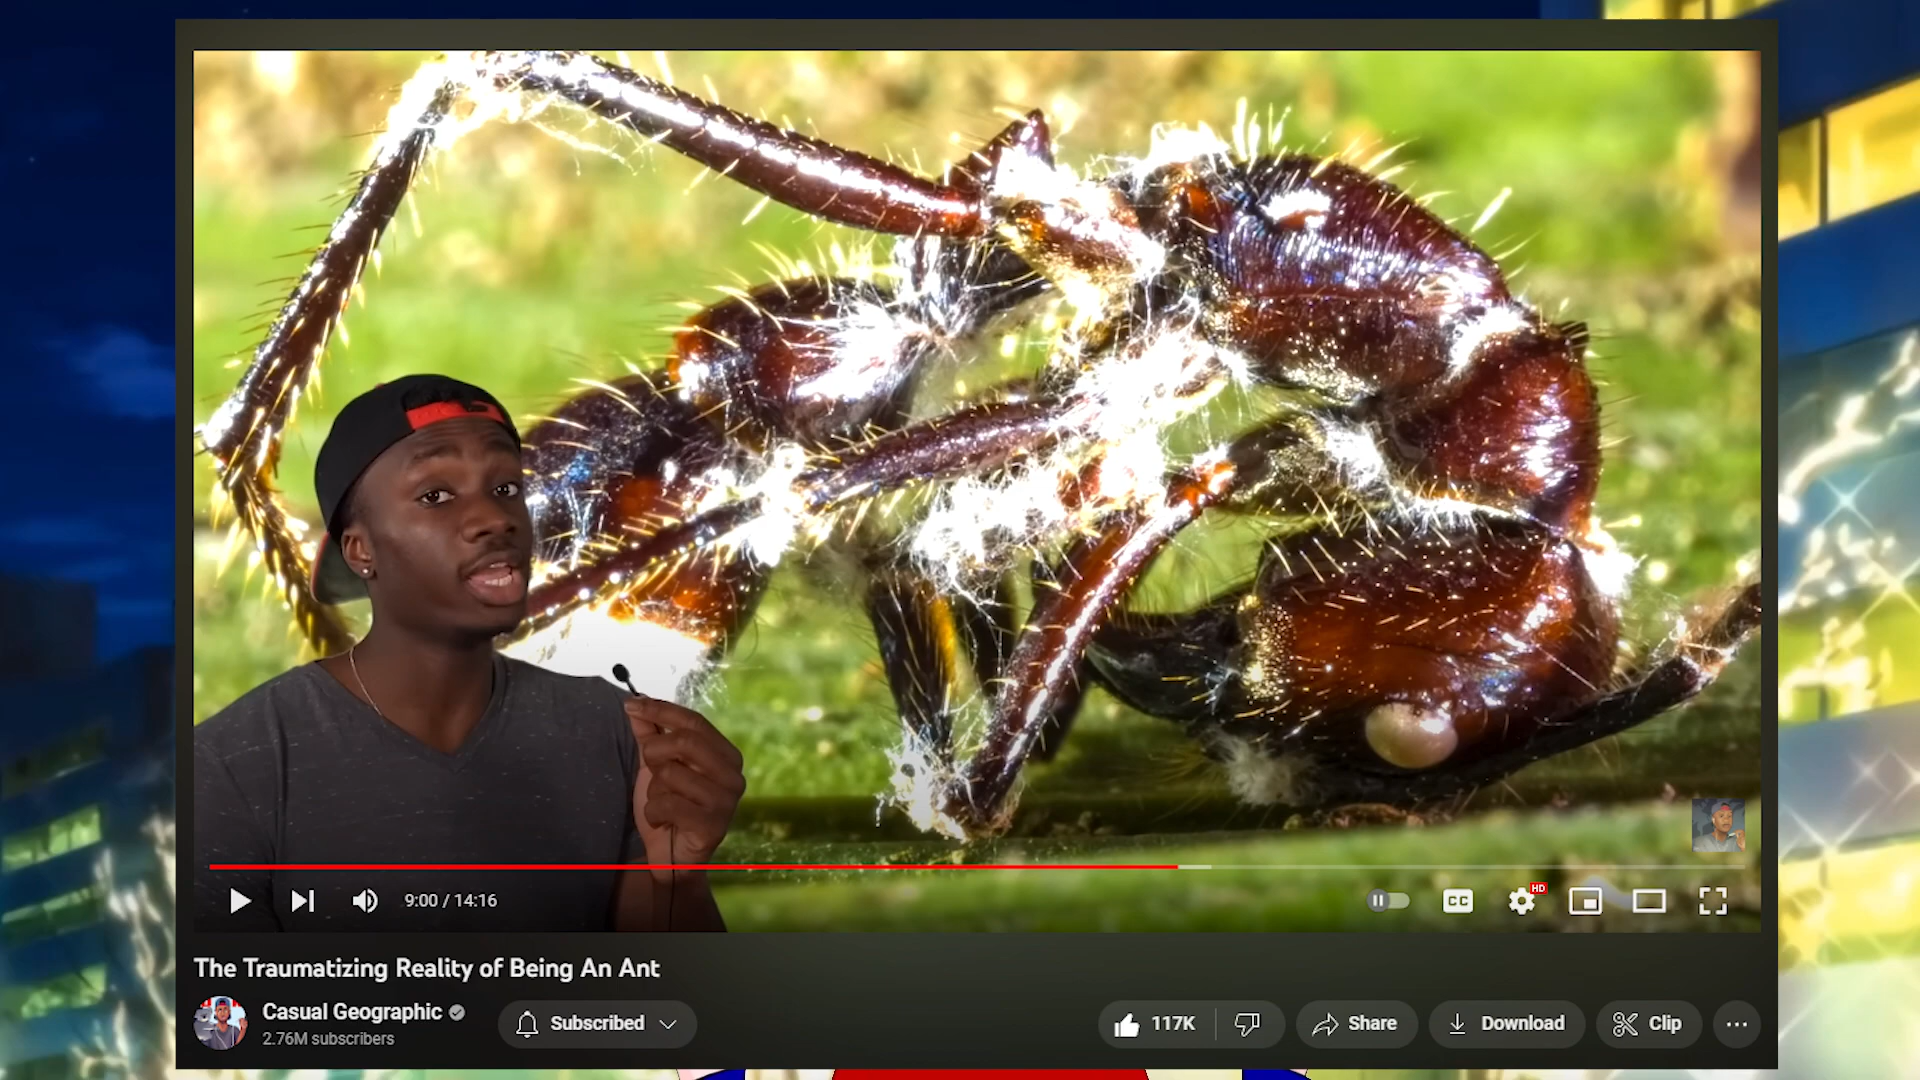 HD
CC
9:00 / 14:16
The Traumatizing Reality of Being An Ant
Casual Geographic
2.76M subscribers
Subscribed
117K
Share
Download
Clip